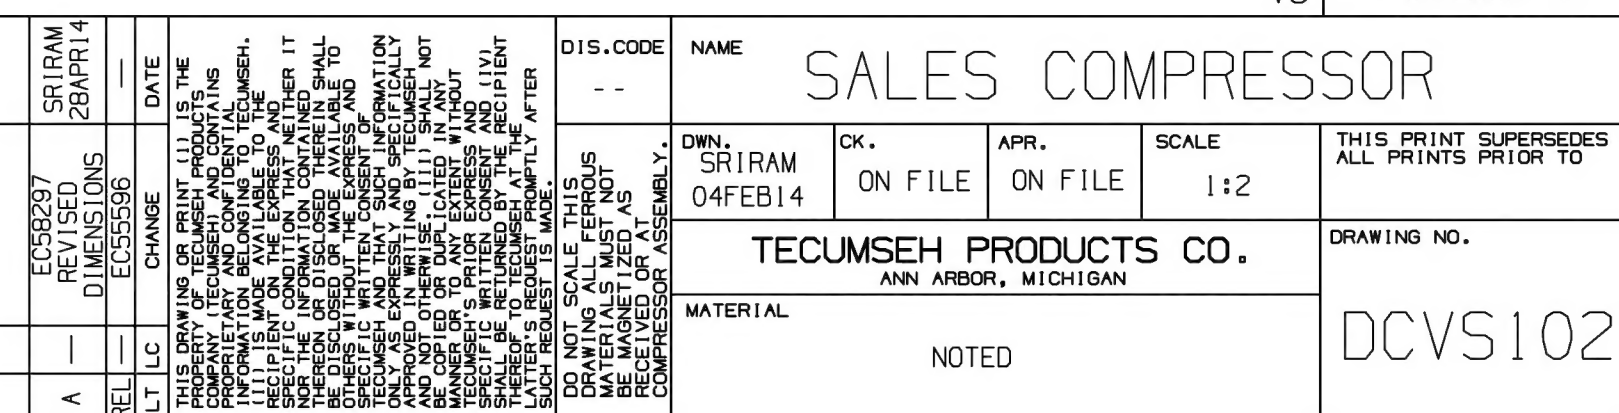 VS
SRIRAM
28APR14
—
DATE
EC58297
REVISED
DIMENSIONS
EC55596
CHANGE
—
—
LC
A
REL
LT
THIS DRAWING OR PRINT (I) IS THE
PROPERTY OF TECUMSEH PRODUCTS
COMPANY (TECUMSEH) AND CONTAINS
PROPRIETARY AND CONFIDENTIAL
INFORMATION BELONGING TO TECUMSEH.
(II) IS MADE AVAILABLE TO THE
RECIPIENT ON THE EXPRESS AND
SPECIFIC CONDITION THAT NEITHER IT
NOR THE INFORMATION CONTAINED
THEREON OR DISCLOSED THEREIN SHALL
BE DISCLOSED OR MADE AVAILABLE TO
OTHERS WITHOUT THE EXPRESS AND
SPECIFIC WRITTEN CONSENT OF
TECUMSEH AND THAT SUCH INFORMATION
ONLY AS EXPRESSLY AND SPECIFICALLY
APPROVED IN WRITING BY TECUMSEH
AND NOT OTHERWISE. (III) SHALL NOT
BE COPIED OR DUPLICATED IN ANY
MANNER OR TO ANY EXTENT WITHOUT
TECUMSEH'S PRIOR EXPRESS AND
SPECIFIC WRITTEN CONSENT AND (IV)
SHALL BE RETURNED BY THE RECIPIENT
THEREOF TO TECUMSEH AT THE
LATTER'S REQUEST PROMPTLY AFTER
SUCH REQUEST IS MADE.
DIS.CODE
--
DO NOT SCALE THIS
DRAWING ALL FERROUS
MATERIALS MUST NOT
BE MAGNETIZED AS
RECEIVED OR AT
COMPRESSOR ASSEMBLY.
NAME
SALES COMPRESSOR
DWN.
SRIRAM
04FEB14
CK.
ON FILE
APR.
ON FILE
SCALE
1:2
THIS PRINT SUPERSEDES
ALL PRINTS PRIOR TO
TECUMSEH PRODUCTS CO.
ANN ARBOR, MICHIGAN
DRAWING NO.
DCVS102
MATERIAL
NOTED